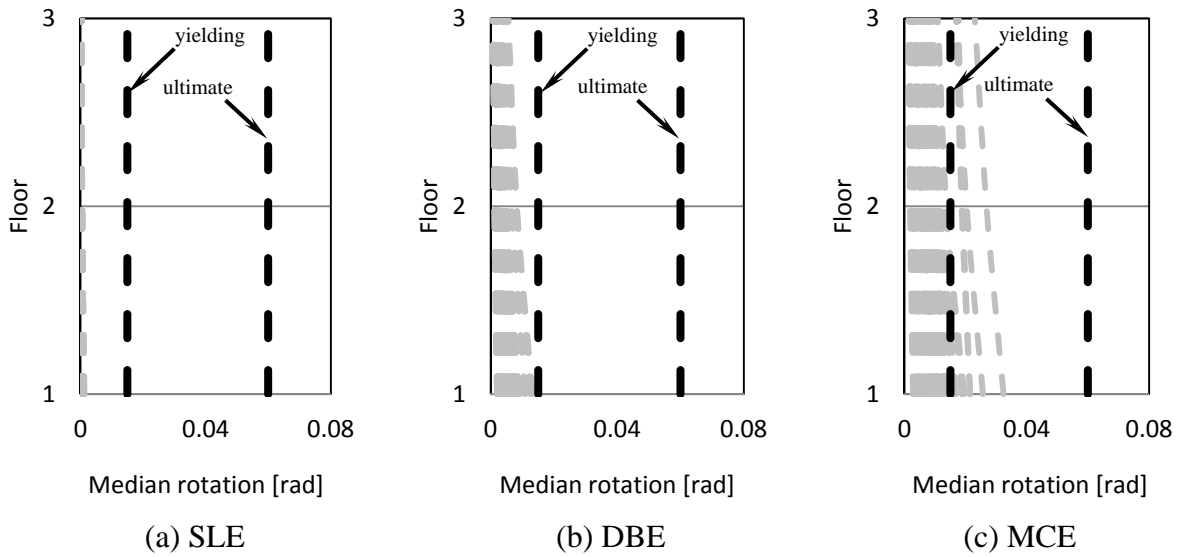 3
yielding
ultimate
2
Floor
1
0
0.04
0.08
Median rotation [rad]
(a) SLE
3
yielding
ultimate
2
Floor
1
0
0.04
0.08
Median rotation [rad]
(b) DBE
3
yielding
ultimate
2
Floor
1
0
0.04
0.08
Median rotation [rad]
(c) MCE